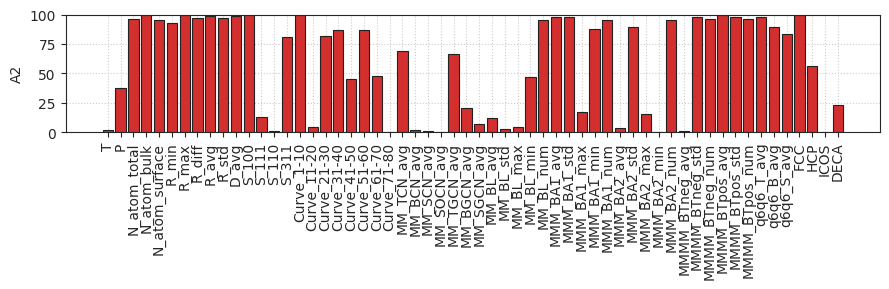 A2
100
75
50
25
0
T
P
N_atom_total
N_atom_bulk
N_atom_surface
R_min
R_max
R_diff
R_avg
R_std
D_avg
S_100
S_111
S_110
S_311
Curve_1-10
Curve_11-20
Curve_21-30
Curve_31-40
Curve_41-50
Curve_51-60
Curve_61-70
Curve_71-80
MM_TCN_avg
MM_BCN_avg
MM_SCN_avg
MM_SOCN_avg
MM_TGCN_avg
MM_BGCN_avg
MM_SGCN_avg
MM_BL_avg
MM_BL_std
MM_BL_max
MM_BL_min
MM_BL_num
MMM_BA1_avg
MMM_BA1_std
MMM_BA1_max
MMM_BA1_min
MMM_BA1_num
MMM_BA2_avg
MMM_BA2_std
MMM_BA2_max
MMM_BA2_min
MMM_BA2_num
MMMM_BTneg_avg
MMMM_BTneg_std
MMMM_BTneg_num
MMMM_BTpos_avg
MMMM_BTpos_std
MMMM_BTpos_num
q6q6_T_avg
q6q6_B_avg
q6q6_S_avg
FCC
HCP
ICOS
DECA